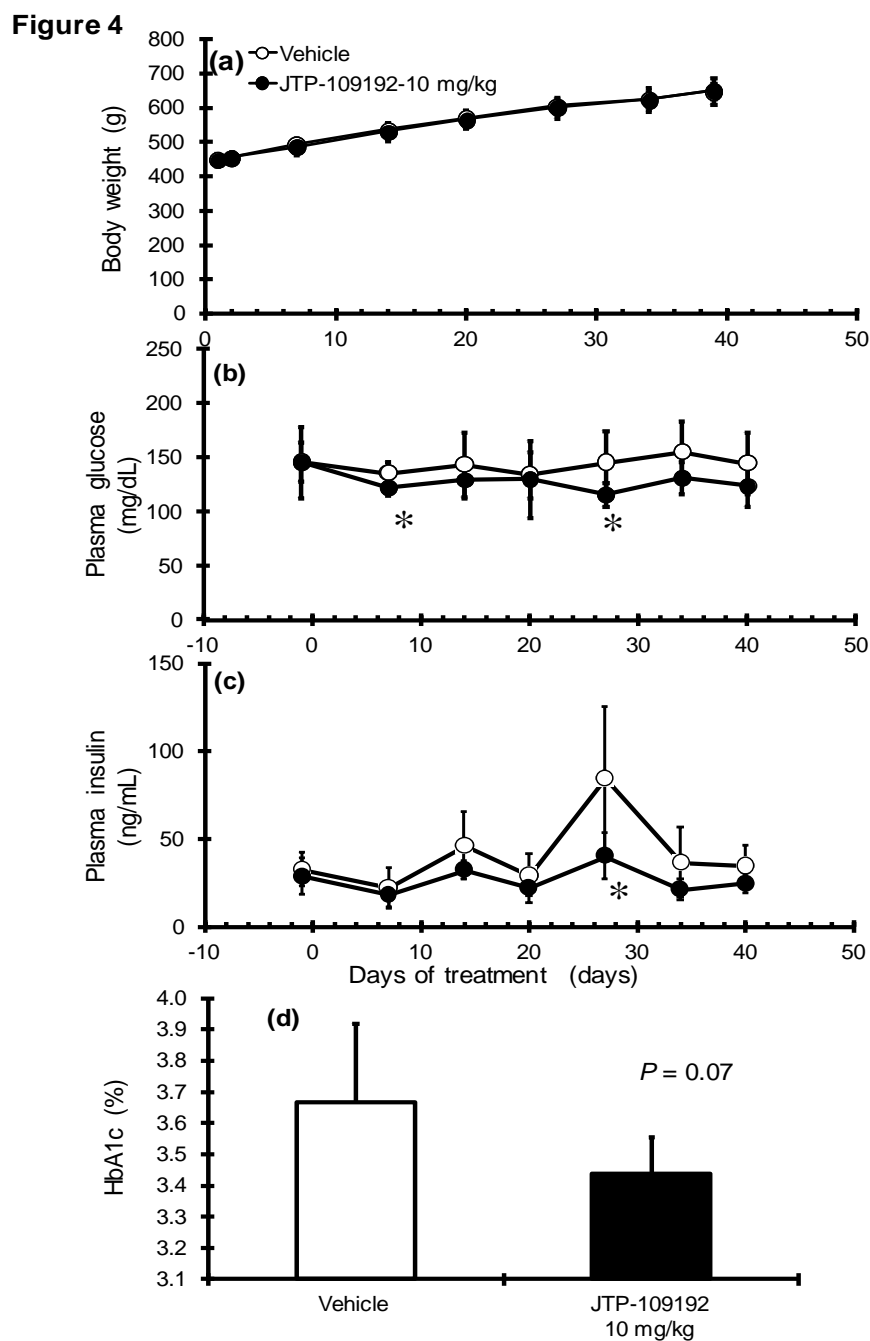 Figure 4
(a)
Vehicle
JTP-109192-10 mg/kg
Body weight (g)
800
700
600
500
400
300
200
100
0
0 10 20 30 40 50
(b)
Plasma glucose
(mg/dL)
250
200
150
100
50
0
* *
-10 0 10 20 30 40 50
(c)
Plasma insulin
(ng/mL)
150
100
50
0
*
-10 0 10 20 30 40 50
Days of treatment (days)
(d)
HbA1c (%)
4.0
3.9
3.8
3.7
3.6
3.5
3.4
3.3
3.2
3.1
P = 0.07
Vehicle
JTP-109192
10 mg/kg